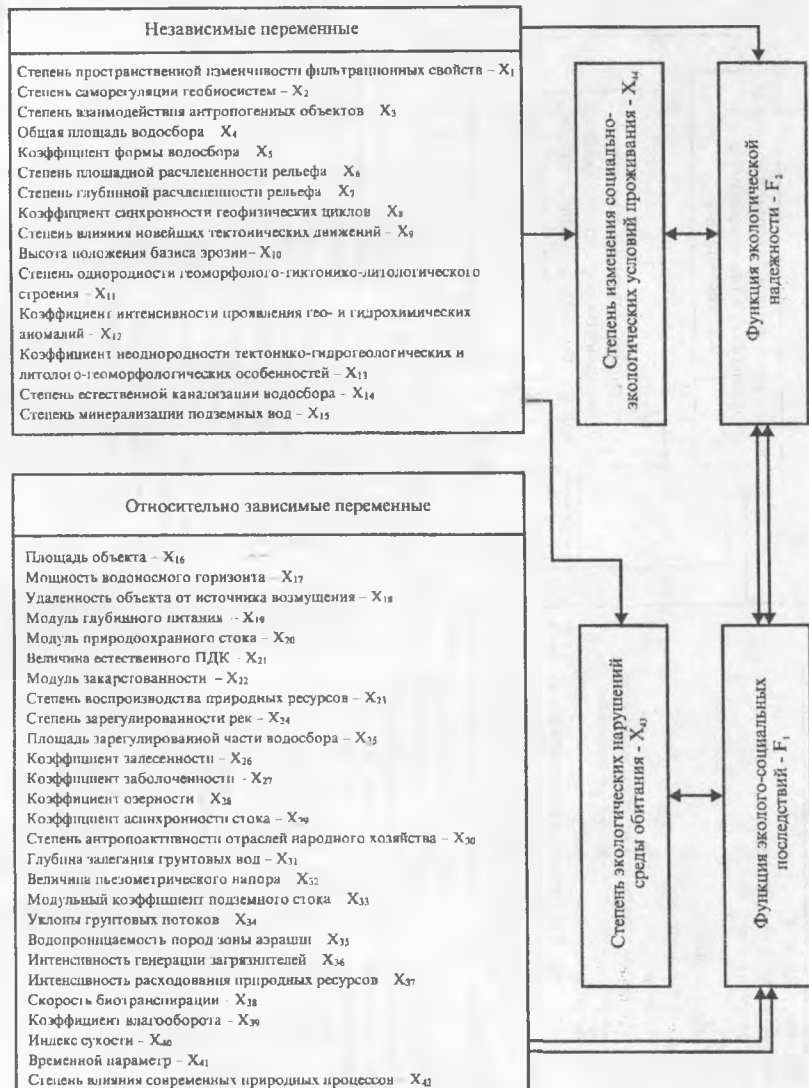 Независимые переменные
Степень пространственной изменчивости фильтрационных свойств – X₁
Степень саморегуляции геобиосистем – X₂
Степень взаимодействия антропогенных объектов X₃
Общая площадь водосбора X₄
Коэффициент формы водосбора X₅
Степень площадной расчлененности рельефа X₆
Степень глубинной расчлененности рельефа X₇
Коэффициент синхронности геофизических циклов X₈
Степень влияния новейших тектонических движений – X₉
Высота положения базиса эрозии– X₁₀
Степень однородности геоморфолого-тиктонико-литологического
строения – X₁₁
Коэффициент интенсивности проявления гео- и гидрохимических
аномалий – X₁₂
Коэффициент неоднородности тектонико-гидрогеологических и
литолого-геоморфологических особенностей – X₁₃
Степень естественной канализации водосбора – X₁₄
Степень минерализации подземных вод – X₁₅
Относительно зависимые переменные
Площадь объекта – X₁₆
Мощность водоносного горизонта – X₁₇
Удаленность объекта от источника возмущения – X₁₈
Модуль глубинного питания – X₁₉
Модуль природоохранного стока – X₂₀
Величина естественного ПДК - X₂₁
Модуль закарстованности – X₂₂
Степень воспроизводства природных ресурсов – X₂₃
Степень зарегулированности рек – X₂₄
Площадь зарегулированной части водосбора – X₂₅
Коэффициент залесенности – X₂₆
Коэффициент заболоченности – X₂₇
Коэффициент озерности X₂₈
Коэффициент асинхронности стока – X₂₉
Степень антропоактивности отраслей народного хозяйства – X₃₀
Глубина залегания грунтовых вод – X₃₁
Величина пьезометрического напора X₃₂
Модульный коэффициент подземного стока X₃₃
Уклоны грунтовых потоков X₃₄
Водопроницаемость пород зоны аэрации X₃₅
Интенсивность генерации загрязнителей X₃₆
Интенсивность расходования природных ресурсов X₃₇
Скорость биотранспирации – X₃₈
Коэффициент влагооборота – X₃₉
Индекс сухости – X₄₀
Временной параметр – X₄₁
Степень влияния современных природных процессов X₄₂
Степень изменения социально-
экологических условий проживания - X₄₄
Функция экологической
надежности - F₂
Степень экологических нарушений
среды обитания - X₄₃
Функция эколого-социальных
последствий - F₁